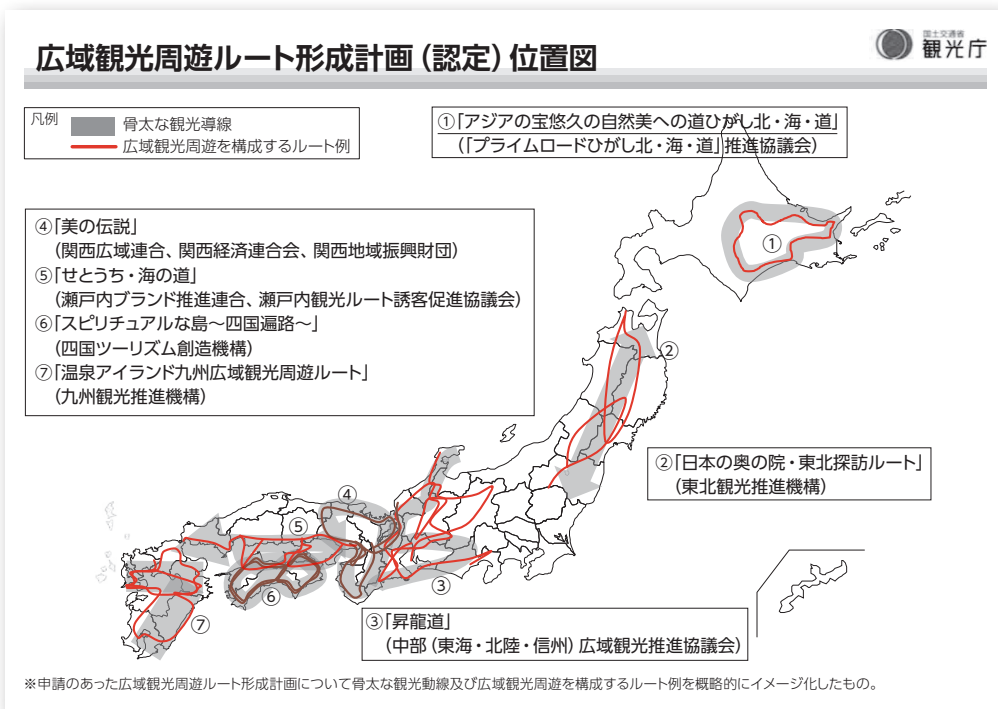 広域観光周遊ルート形成計画（認定）位置図
国土交通省
観光庁
凡例
骨太な観光導線
広域観光周遊を構成するルート例
①「アジアの宝悠久の自然美への道ひがし北・海・道」
（「プライムロードひがし北・海・道」推進協議会）
④「美の伝説」
（関西広域連合、関西経済連合会、関西地域振興財団）
⑤「せとうち・海の道」
（瀬戸内ブランド推進連合、瀬戸内観光ルート誘客促進協議会）
⑥「スピリチュアルな島～四国遍路～」
（四国ツーリズム創造機構）
⑦「温泉アイランド九州広域観光周遊ルート」
（九州観光推進機構）
①
②
②「日本の奥の院・東北探訪ルート」
（東北観光推進機構）
④
⑤
③
⑥
⑦
③「昇龍道」
（中部（東海・北陸・信州）広域観光推進協議会）
※申請のあった広域観光周遊ルート形成計画について骨太な観光動線及び広域観光周遊を構成するルート例を概略的にイメージ化したもの。